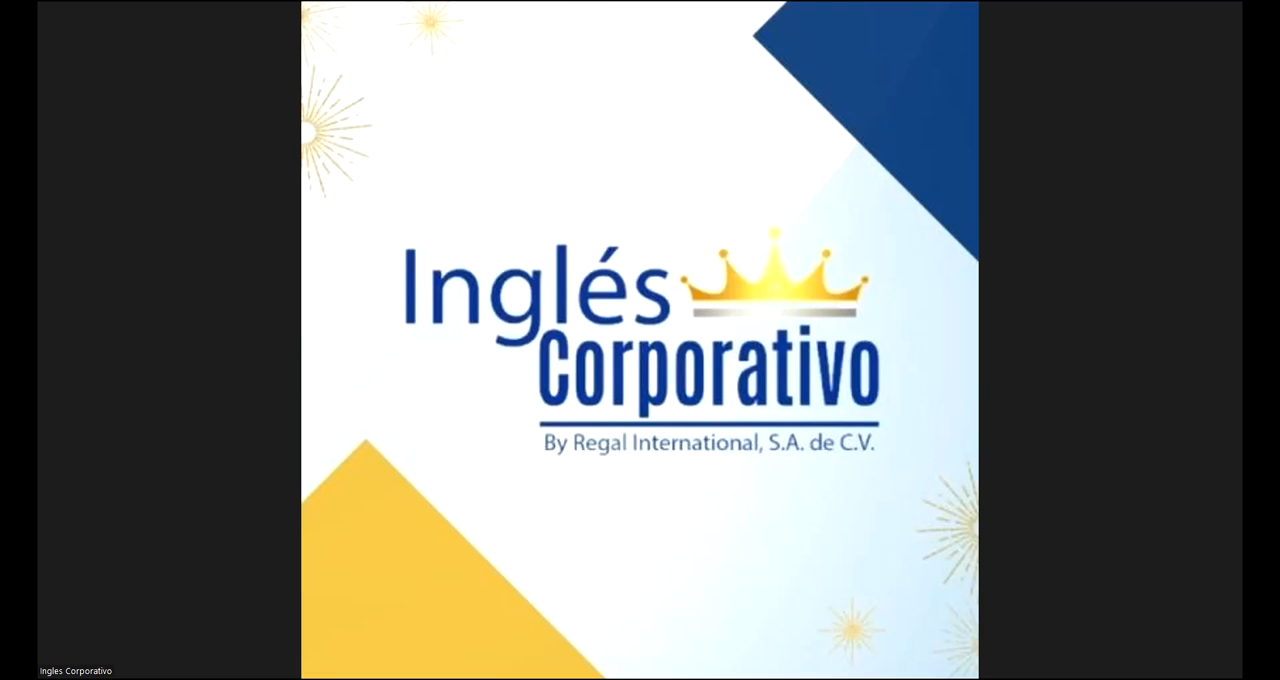 Inglés
Corporativo
By Regal International, S.A. de C.V.
Ingles Corporativo